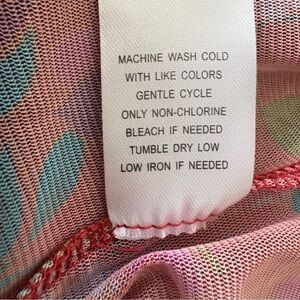 MACHINE WASH COLD
WITH LIKE COLORS
GENTLE CYCLE
ONLY NON-CHLORINE
BLEACH IF NEEDED
TUMBLE DRY LOW
LOW IRON IF NEEDED